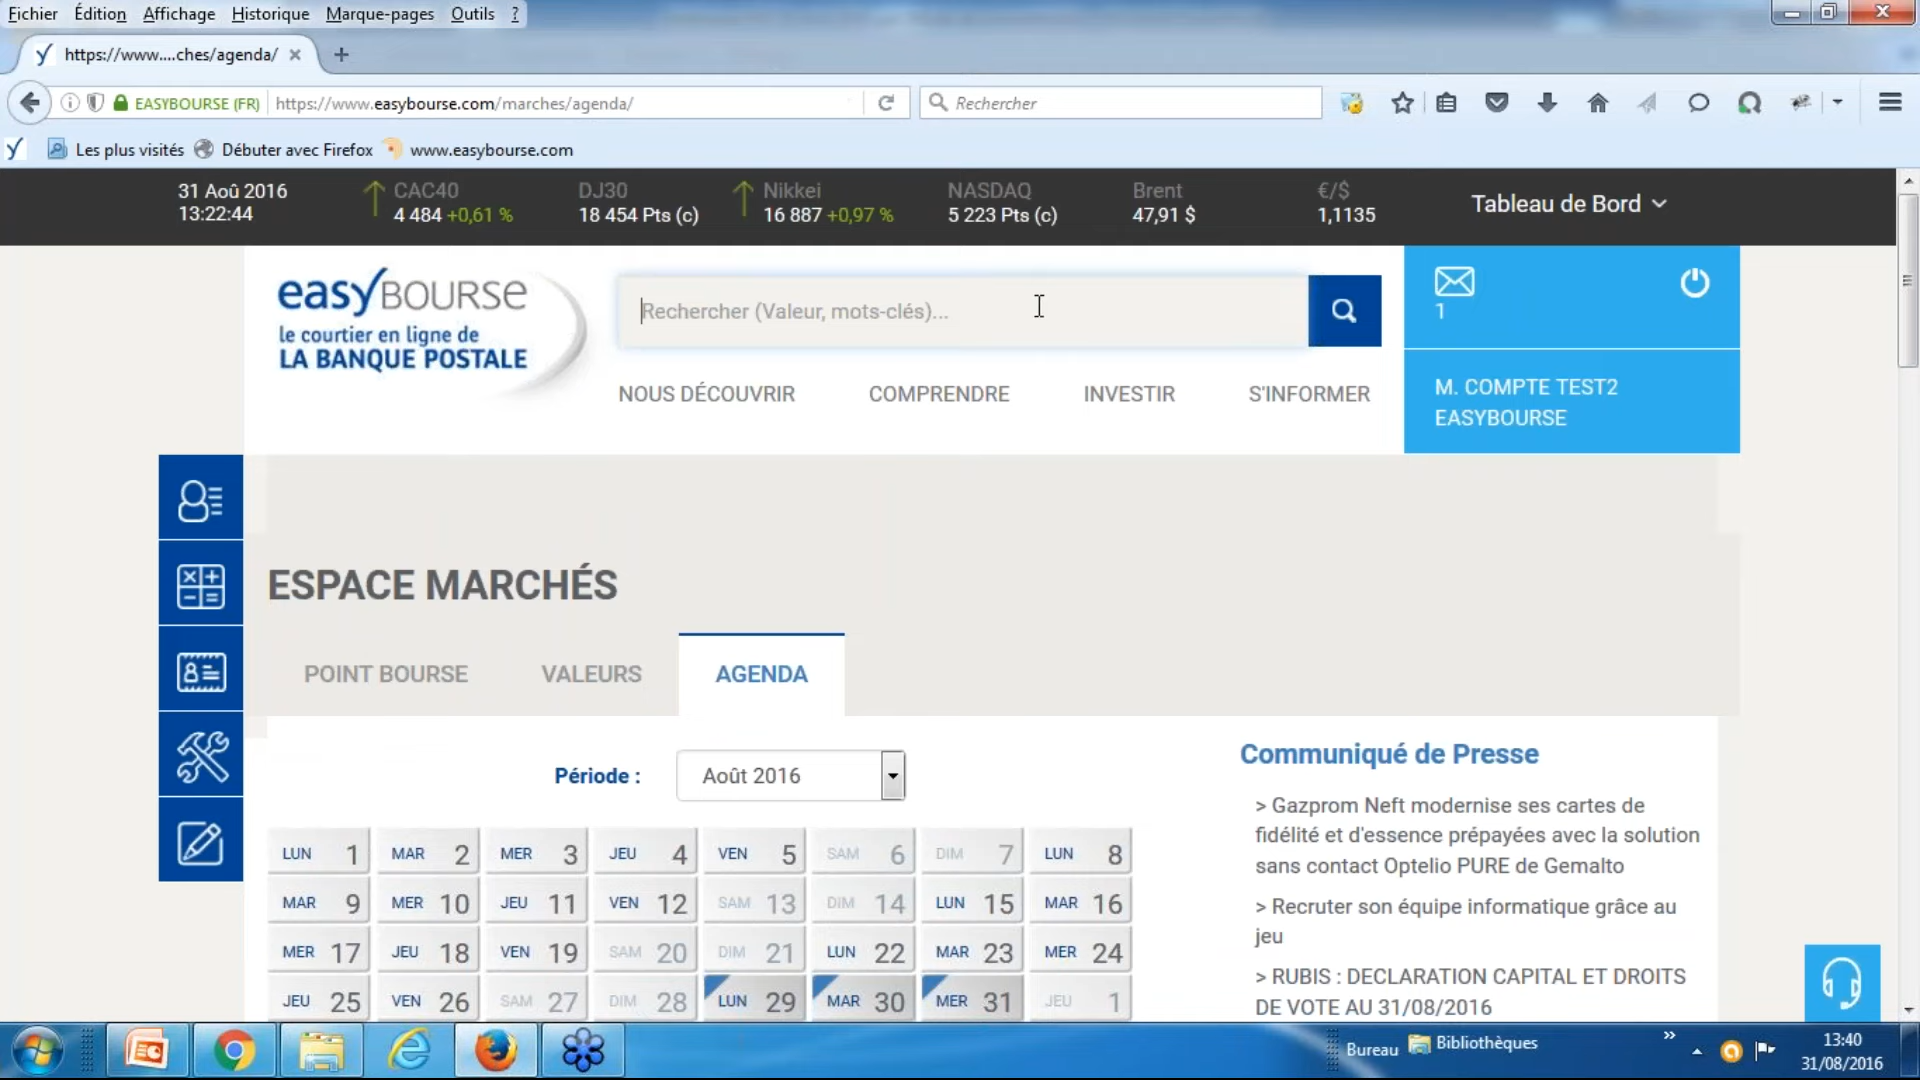 Fichier Édition Affichage Historique Marque-pages Outils ?
https://www....ches/agenda/
EASYBOURSE (FR) https://www.easybourse.com/marches/agenda/
Rechercher
Les plus visités Débuter avec Firefox www.easybourse.com
31 Aoû 2016
13:22:44
CAC40
4 484 +0,61 %
DJ30
18 454 Pts (c)
Nikkei
16 887 +0,97 %
NASDAQ
5 223 Pts (c)
Brent
47,91 $
€/$
1,1135
Tableau de Bord
easyBOURSE
le courtier en ligne de
LA BANQUE POSTALE
Rechercher (Valeur, mots-clés)...
1
NOUS DÉCOUVRIR COMPRENDRE INVESTIR S'INFORMER
M. COMPTE TEST2
EASYBOURSE
ESPACE MARCHÉS
POINT BOURSE VALEURS AGENDA
Période : Août 2016
LUN 1 MAR 2 MER 3 JEU 4 VEN 5 SAM 6 DIM 7 LUN 8
MAR 9 MER 10 JEU 11 VEN 12 SAM 13 DIM 14 LUN 15 MAR 16
MER 17 JEU 18 VEN 19 SAM 20 DIM 21 LUN 22 MAR 23 MER 24
JEU 25 VEN 26 SAM 27 DIM 28 LUN 29 MAR 30 MER 31 JEU 1
Communiqué de Presse
> Gazprom Neft modernise ses cartes de
fidélité et d'essence prépayées avec la solution
sans contact Optelio PURE de Gemalto
> Recruter son équipe informatique grâce au
jeu
> RUBIS : DECLARATION CAPITAL ET DROITS
DE VOTE AU 31/08/2016
Bureau Bibliothèques
13:40
31/08/2016